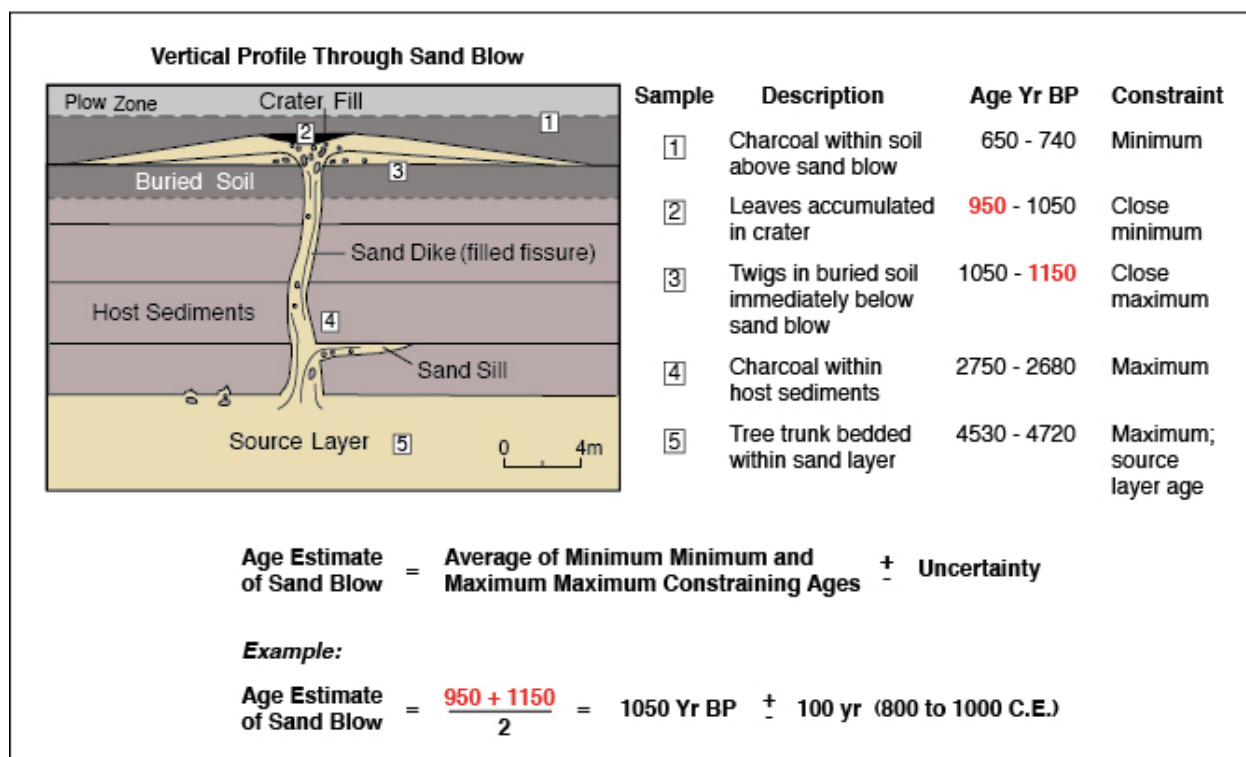 Vertical Profile Through Sand Blow
Plow Zone
Crater Fill
1
2
3
Buried Soil
Sand Dike (filled fissure)
Host Sediments
4
Sand Sill
Source Layer
5
0 4m
Sample Description Age Yr BP Constraint
1 Charcoal within soil 650 - 740 Minimum
above sand blow
2 Leaves accumulated 950 - 1050 Close
in crater minimum
3 Twigs in buried soil 1050 - 1150 Close
immediately below maximum
sand blow
4 Charcoal within 2750 - 2680 Maximum
host sediments
5 Tree trunk bedded 4530 - 4720 Maximum;
within sand layer source
layer age
Age Estimate = Average of Minimum Minimum and + Uncertainty
of Sand Blow Maximum Maximum Constraining Ages -
Example:
Age Estimate = 950 + 1150 = 1050 Yr BP + 100 yr (800 to 1000 C.E.)
of Sand Blow 2 -